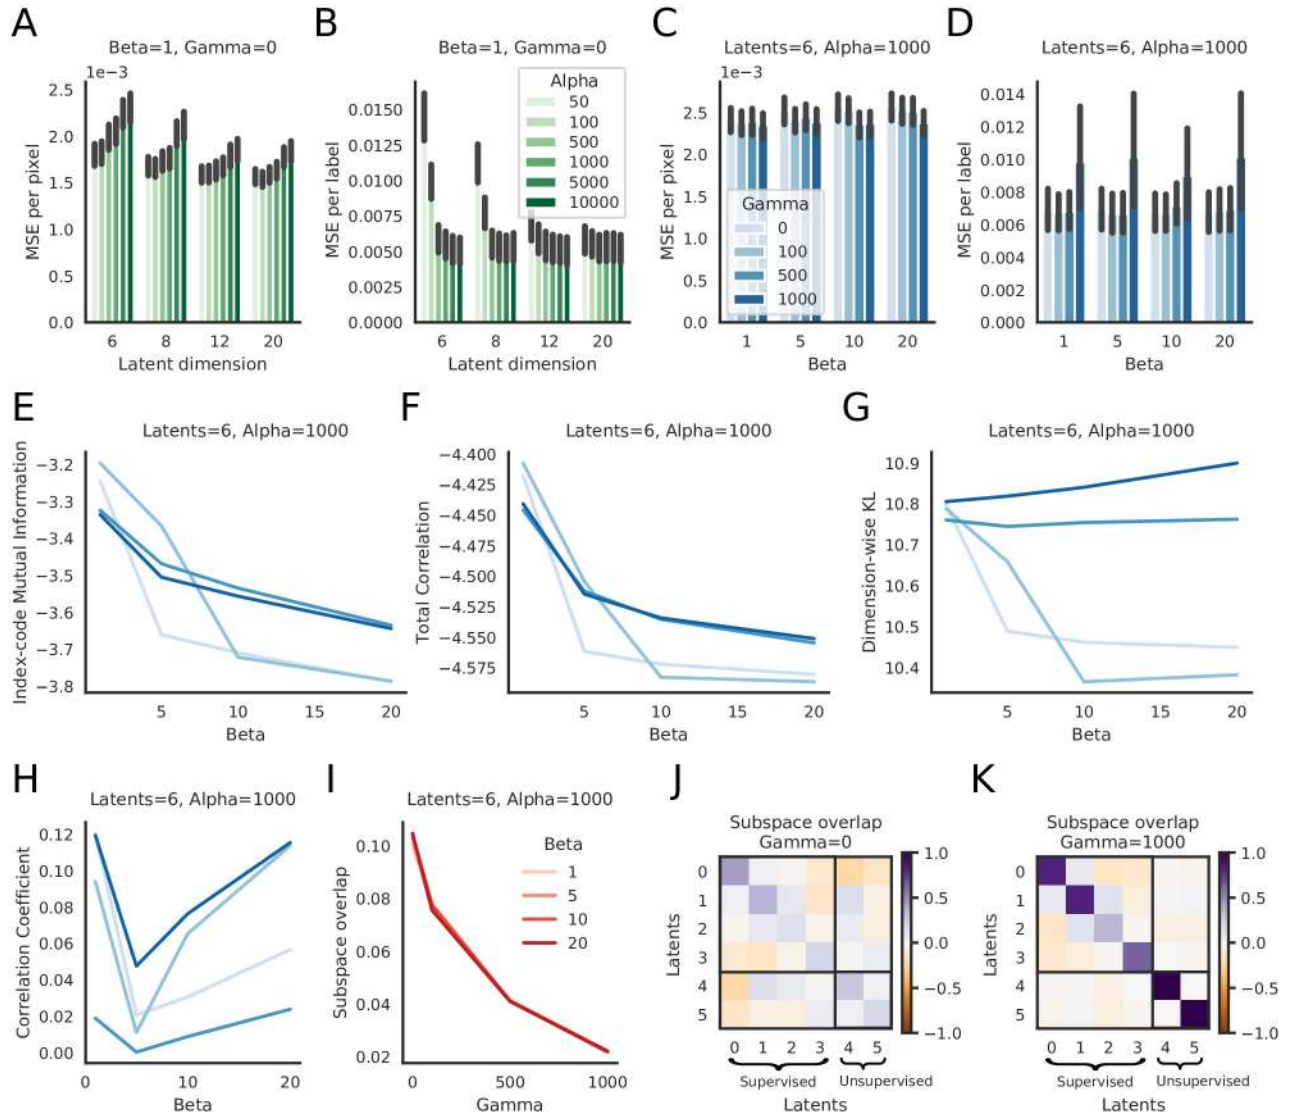 A
B
C
D
Beta=1, Gamma=0
Beta=1, Gamma=0
Latents=6, Alpha=1000
Latents=6, Alpha=1000
1e−3
2.5
2.0
1.5
1.0
0.5
0.0
MSE per pixel
6 8 12 20
Latent dimension
0.0150
0.0125
0.0100
0.0075
0.0050
0.0025
0.0000
MSE per label
Alpha
50
100
500
1000
5000
10000
6 8 12 20
Latent dimension
1e−3
2.5
2.0
1.5
1.0
0.5
0.0
MSE per pixel
Gamma
0
100
500
1000
1 5 10 20
Beta
0.014
0.012
0.010
0.008
0.006
0.004
0.002
0.000
MSE per label
1 5 10 20
Beta
E
F
G
Latents=6, Alpha=1000
Latents=6, Alpha=1000
Latents=6, Alpha=1000
−3.2
−3.3
−3.4
−3.5
−3.6
−3.7
−3.8
Index-code Mutual Information
5 10 15 20
Beta
−4.400
−4.425
−4.450
−4.475
−4.500
−4.525
−4.550
−4.575
Total Correlation
5 10 15 20
Beta
10.9
10.8
10.7
10.6
10.5
10.4
Dimension-wise KL
5 10 15 20
Beta
H
I
J
K
Latents=6, Alpha=1000
Latents=6, Alpha=1000
0.12
0.10
0.08
0.06
0.04
0.02
0.00
Correlation Coefficient
0 10 20
Beta
0.10
0.08
0.06
0.04
0.02
Subspace overlap
Beta
1
5
10
20
0 500 1000
Gamma
Subspace overlap
Gamma=0
0
1
2
3
4
5
Latents
0 1 2 3 4 5
Supervised Unsupervised
Latents
1.0
0.5
0.0
−0.5
−1.0
Subspace overlap
Gamma=1000
0
1
2
3
4
5
Latents
0 1 2 3 4 5
Supervised Unsupervised
Latents
1.0
0.5
0.0
−0.5
−1.0